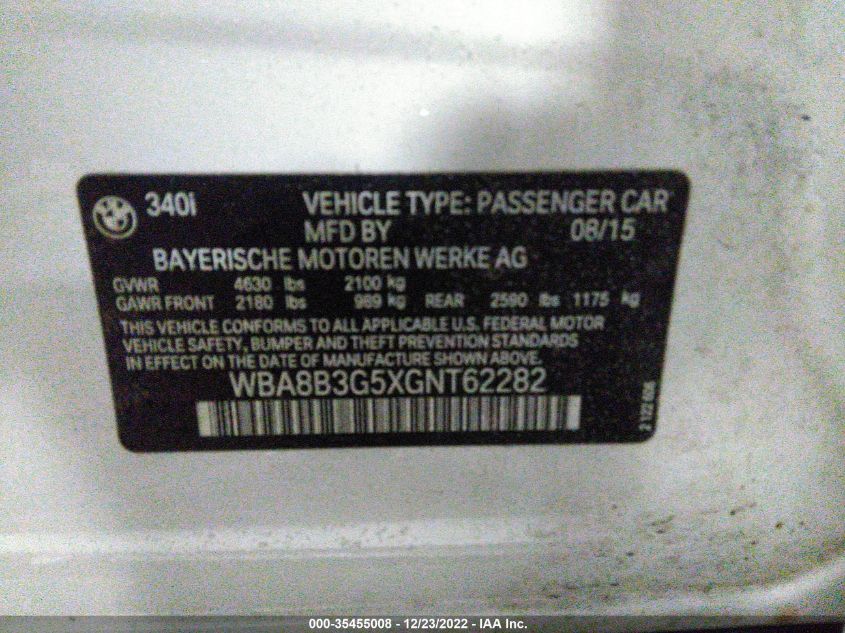 340i VEHICLE TYPE: PASSENGER CAR
MFD BY 08/15
BAYERISCHE MOTOREN WERKE AG
GVWR 4630 lbs 2100 kg
GAWR FRONT 2180 lbs 989 kg REAR 2590 lbs 1175 kg
THIS VEHICLE CONFORMS TO ALL APPLICABLE U.S. FEDERAL MOTOR
VEHICLE SAFETY, BUMPER AND THEFT PREVENTION STANDARDS
IN EFFECT ON THE DATE OF MANUFACTURE SHOWN ABOVE.
WBA8B3G5XGNT62282
000-35455008 - 12/23/2022 - IAA Inc.